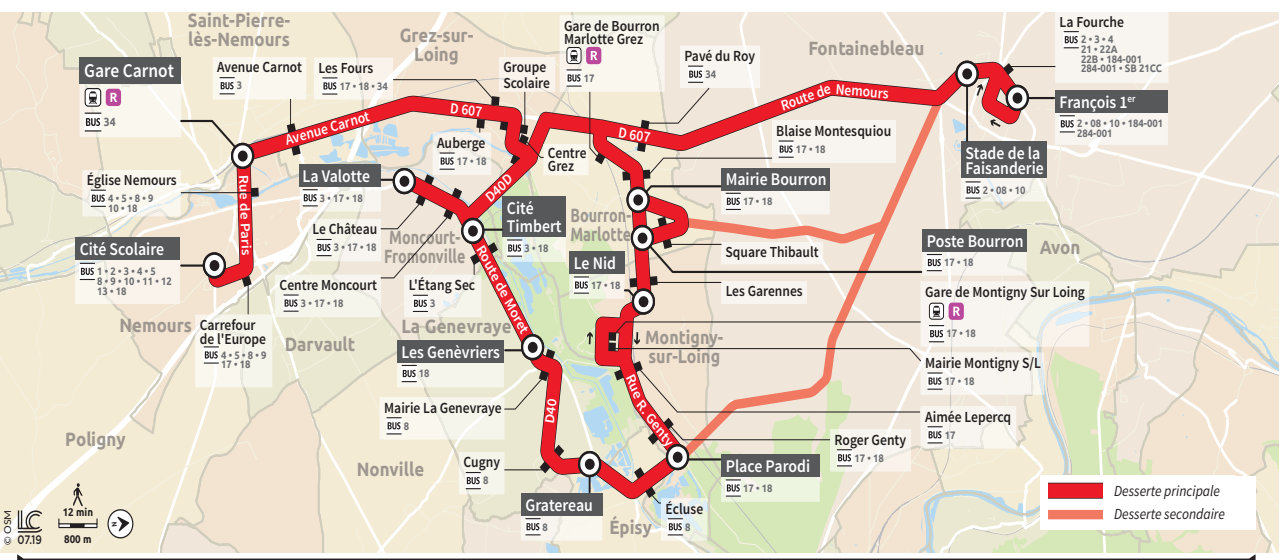 Saint-Pierre-
lès-Nemours
Grez-sur-
Loing
Gare de Bourron
Marlotte Grez
R
BUS 17
Fontainebleau
La Fourche
BUS 2 • 3 • 4
21 • 22A
22B • 184-001
284-001 • SB 21CC
Gare Carnot
R
BUS 34
Avenue Carnot
BUS 3
Les Fours
BUS 17 • 18 • 34
Groupe
Scolaire
Pavé du Roy
BUS 34
François 1er
BUS 2 • 08 • 10 • 184-001
284-001
Avenue Carnot
D 607
D 607
Route de Nemours
Auberge
BUS 17 • 18
Centre
Grez
Blaise Montesquiou
BUS 17 • 18
Stade de la
Faisanderie
BUS 2 • 08 • 10
Église Nemours
BUS 4 • 5 • 8 • 9
10 • 18
Rue de Paris
La Valotte
BUS 3 • 17 • 18
D40D
Mairie Bourron
BUS 17 • 18
Cité
Timbert
BUS 3 • 18
Bourron-
Marlotte
Le Château
BUS 3 • 17 • 18
Moncourt-
Fromonville
Square Thibault
Poste Bourron
BUS 17 • 18
Avon
Cité Scolaire
BUS 1 • 2 • 3 • 4 • 5
8 • 9 • 10 • 11 • 12
13 • 18
Le Nid
BUS 17 • 18
Centre Moncourt
BUS 3 • 17 • 18
L'Étang Sec
BUS 3
Route de Moret
Les Garennes
Gare de Montigny Sur Loing
R
BUS 17 • 18
Nemours
Carrefour
de l'Europe
BUS 4 • 5 • 8 • 9
17 • 18
Darvault
La Genevraye
Les Genèvriers
BUS 18
Montigny-
sur-Loing
Mairie Montigny S/L
BUS 17 • 18
Rue R. Genty
Mairie La Genevraye
BUS 8
D40
Aimée Lepercq
BUS 17
Poligny
Nonville
Cugny
BUS 8
Roger Genty
BUS 17 • 18
Place Parodi
BUS 17 • 18
Gratereau
BUS 8
Épisy
Écluse
BUS 8
Desserte principale
Desserte secondaire
12 min
800 m
N
© OSM
LC
07.19